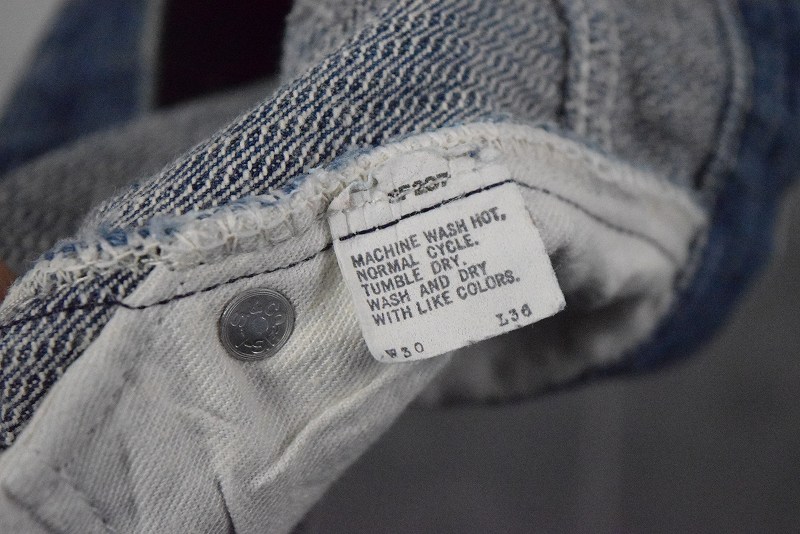 MACHINE WASH HOT,
NORMAL CYCLE.
TUMBLE DRY.
WASH AND DRY
WITH LIKE COLORS.
W30 L36